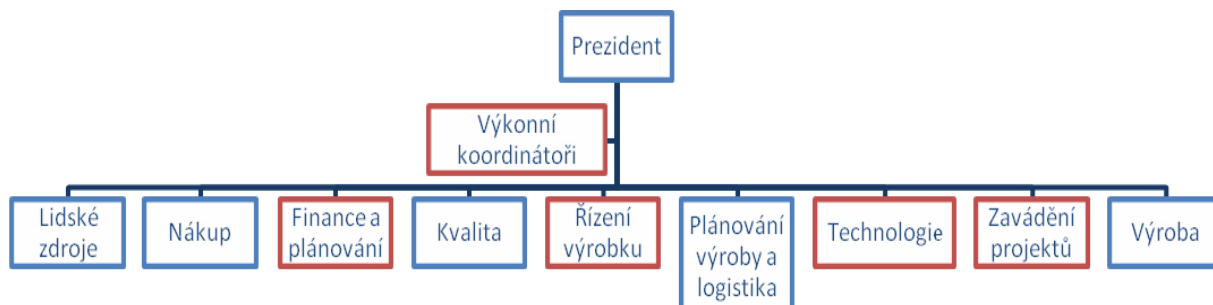 Prezident
Výkonní
koordinátoři
Lidské
zdroje
Nákup
Finance a
plánování
Kvalita
Řízení
výrobku
Plánování
výroby a
logistika
Technologie
Zavádění
projektů
Výroba